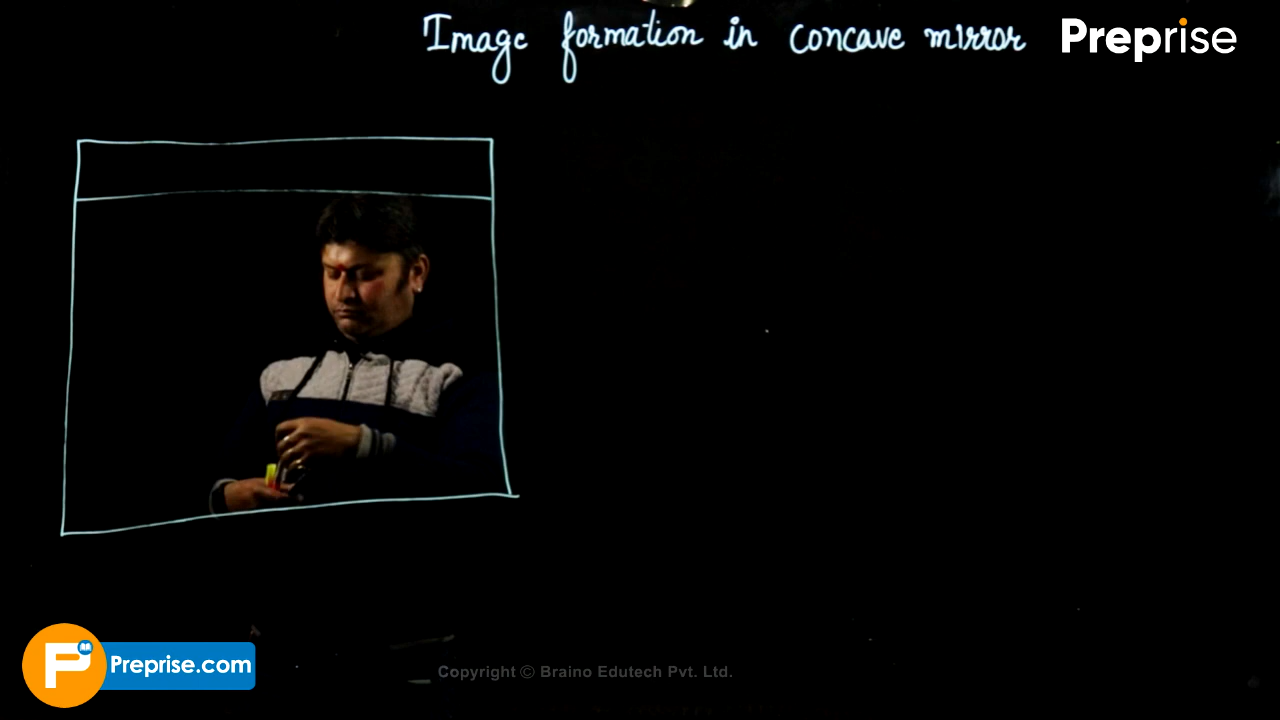 Image formation in concave mirror
Preprise
Preprise.com
Copyright © Braino Edutech Pvt. Ltd.